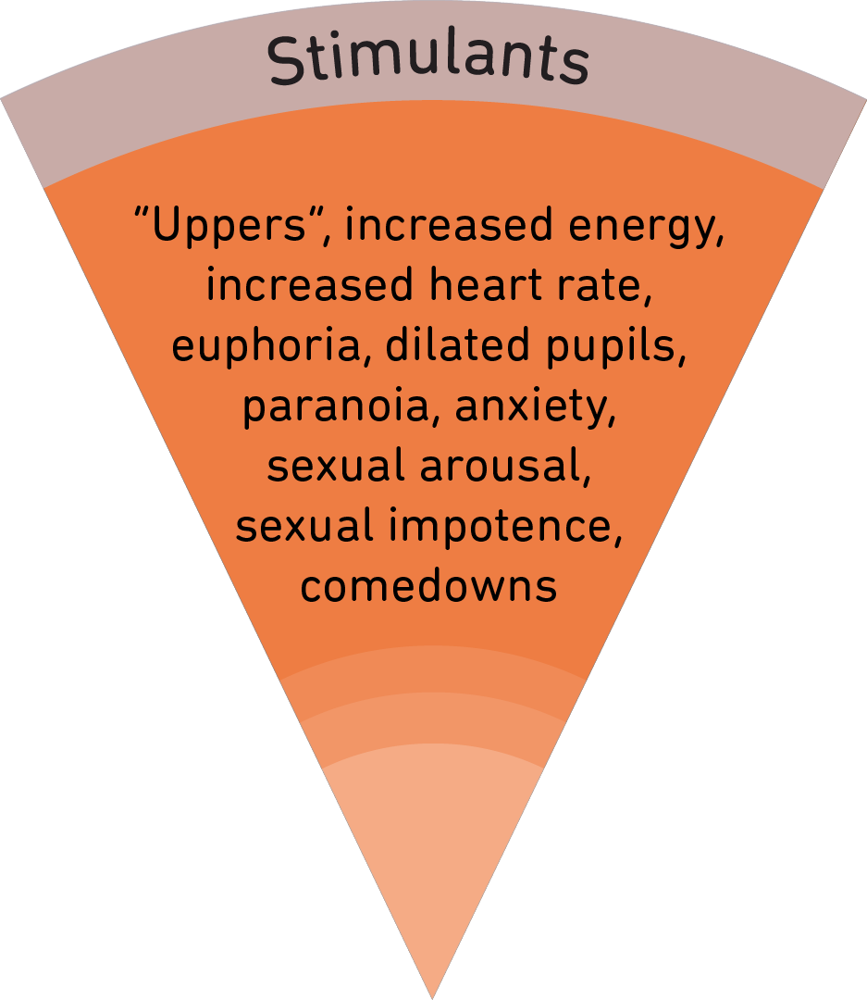 Stimulants
"Uppers", increased energy,
increased heart rate,
euphoria, dilated pupils,
paranoia, anxiety,
sexual arousal,
sexual impotence,
comedowns